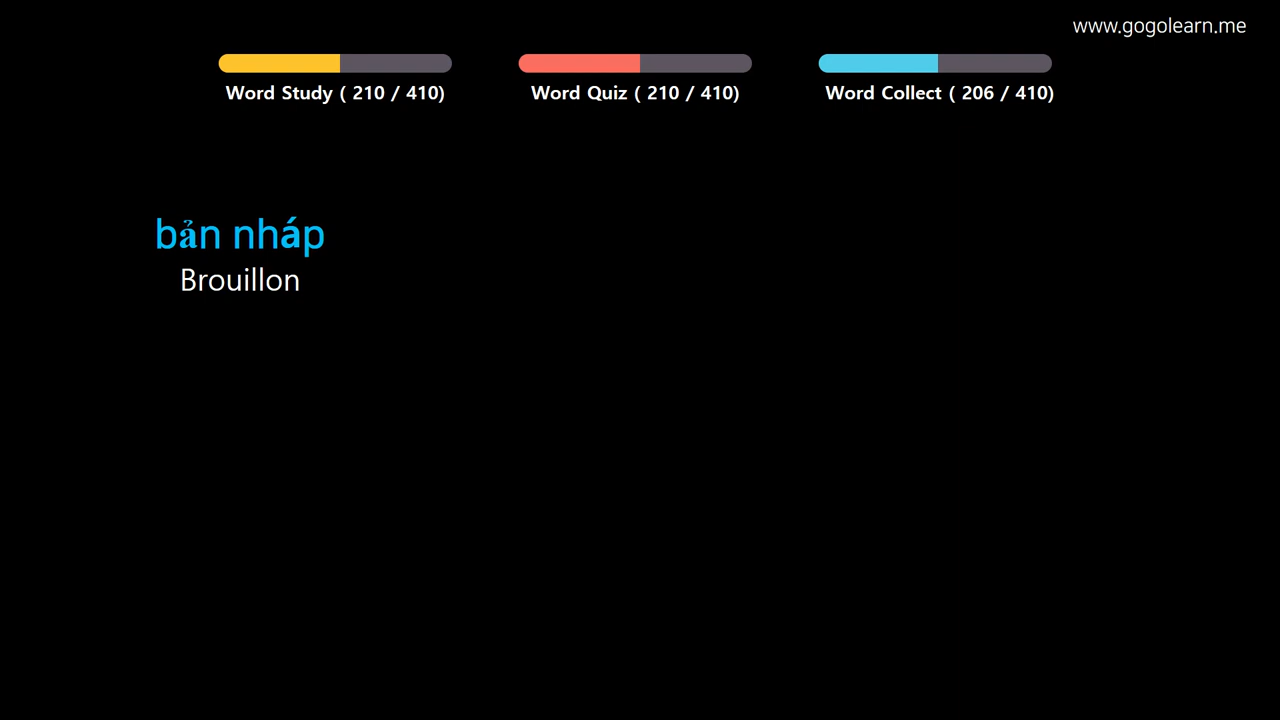 www.gogolearn.me
Word Study ( 210 / 410)
Word Quiz ( 210 / 410)
Word Collect ( 206 / 410)
bản nháp
Brouillon